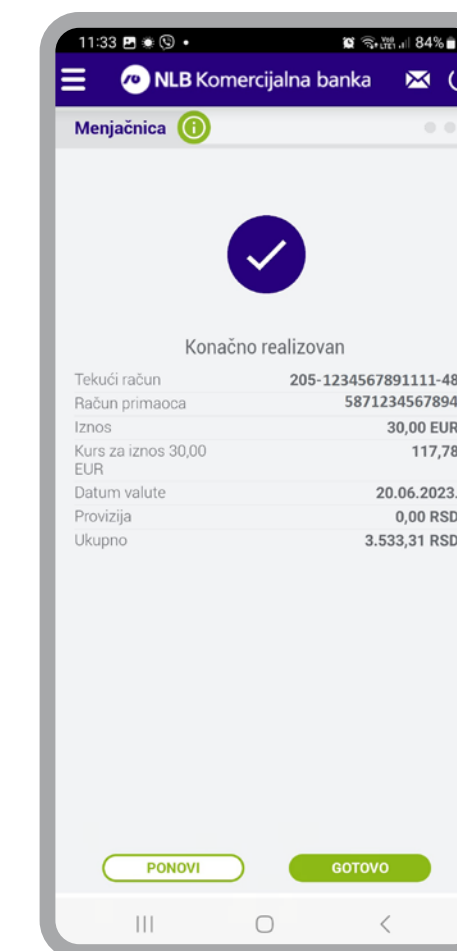 11:33 84%
NLB Komercijalna banka
Menjačnica
Konačno realizovan
Tekući račun 205-1234567891111-48
Račun primaoca 5871234567894
Iznos 30,00 EUR
Kurs za iznos 30,00 117,78
EUR
Datum valute 20.06.2023.
Provizija 0,00 RSD
Ukupno 3.533,31 RSD
PONOVI GOTOVO